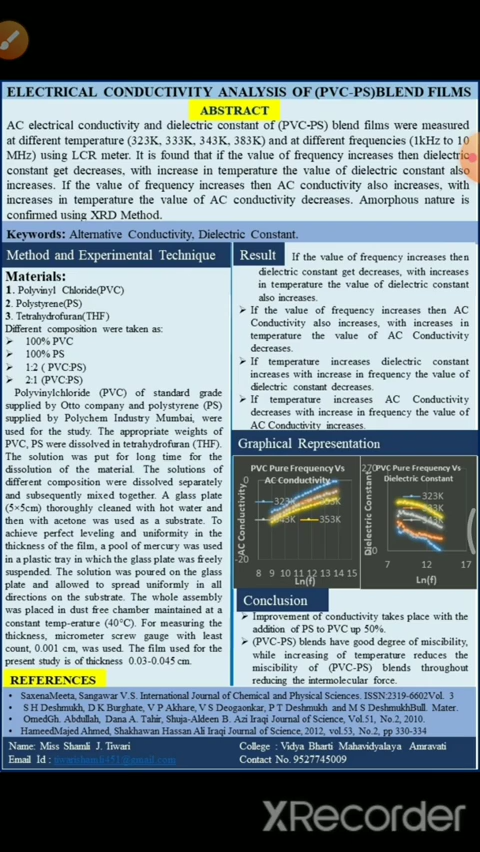 ELECTRICAL CONDUCTIVITY ANALYSIS OF (PVC-PS)BLEND FILMS
ABSTRACT
AC electrical conductivity and dielectric constant of (PVC-PS) blend films were measured
at different temperature (323K, 333K, 343K, 383K) and at different frequencies (1kHz to 10
MHz) using LCR meter. It is found that if the value of frequency increases then dielectric
constant get decreases, with increase in temperature the value of dielectric constant also
increases. If the value of frequency increases then AC conductivity also increases, with
increases in temperature the value of AC conductivity decreases. Amorphous nature is
confirmed using XRD Method.
Keywords: Alternative Conductivity, Dielectric Constant.
Method and Experimental Technique
Materials:
1. Polyvinyl Chloride(PVC)
2. Polystyrene(PS)
3. Tetrahydrofuran(THF)
Different composition were taken as:
➢ 100% PVC
➢ 100% PS
➢ 1:2 ( PVC:PS)
➢ 2:1 (PVC:PS)
Polyvinylchloride (PVC) of standard grade
supplied by Otto company and polystyrene (PS)
supplied by Polychem Industry Mumbai, were
used for the study. The appropriate weights of
PVC, PS were dissolved in tetrahydrofuran (THF).
The solution was put for long time for the
dissolution of the material. The solutions of
different composition were dissolved separately
and subsequently mixed together. A glass plate
(5×5cm) thoroughly cleaned with hot water and
then with acetone was used as a substrate. To
achieve perfect leveling and uniformity in the
thickness of the film, a pool of mercury was used
in a plastic tray in which the glass plate was freely
suspended. The solution was poured on the glass
plate and allowed to spread uniformly in all
directions on the substrate. The whole assembly
was placed in dust free chamber maintained at a
constant temp-erature (40°C). For measuring the
thickness, micrometer screw gauge with least
count, 0.001 cm, was used. The film used for the
present study is of thickness 0.03-0.045 cm.
Result
If the value of frequency increases then
dielectric constant get decreases, with increases
in temperature the value of dielectric constant
also increases.
➢ If the value of frequency increases then AC
Conductivity also increases, with increases in
temperature the value of AC Conductivity
decreases.
➢ If temperature increases dielectric constant
increases with increase in frequency the value of
dielectric constant decreases.
➢ If temperature increases AC Conductivity
decreases with increase in frequency the value of
AC Conductivity increases.
Graphical Representation
PVC Pure Frequency Vs
AC Conductivity
0
323K
353K
AC Conductivity
-20
8 9 10 11 12 13 14 15
Ln(f)
270
PVC Pure Frequency Vs
Dielectric Constant
323K
353K
Dielectric Constant
7 12 17
Ln(f)
Conclusion
➢ Improvement of conductivity takes place with the
addition of PS to PVC up 50%.
➢ (PVC-PS) blends have good degree of miscibility,
while increasing of temperature reduces the
miscibility of (PVC-PS) blends throughout
reducing the intermolecular force.
REFERENCES
• SaxenaMeeta, Sangawar V.S. International Journal of Chemical and Physical Sciences. ISSN:2319-6602Vol. 3
• S H Deshmukh, D K Burghate, V P Akhare, V S Deogaonkar, P T Deshmukh and M S DeshmukhBull. Mater.
• OmedGh. Abdullah, Dana A. Tahir, Shuja-Aldeen B. Azi Iraqi Journal of Science, Vol.51, No.2, 2010.
• HameedMajed Ahmed, Shakhawan Hassan Ali Iraqi Journal of Science, 2012, vol.53, No.2, pp 330-334
Name: Miss Shamli J. Tiwari
College : Vidya Bharti Mahavidyalaya Amravati
Email Id :
Contact No. 9527745009
XRecorder